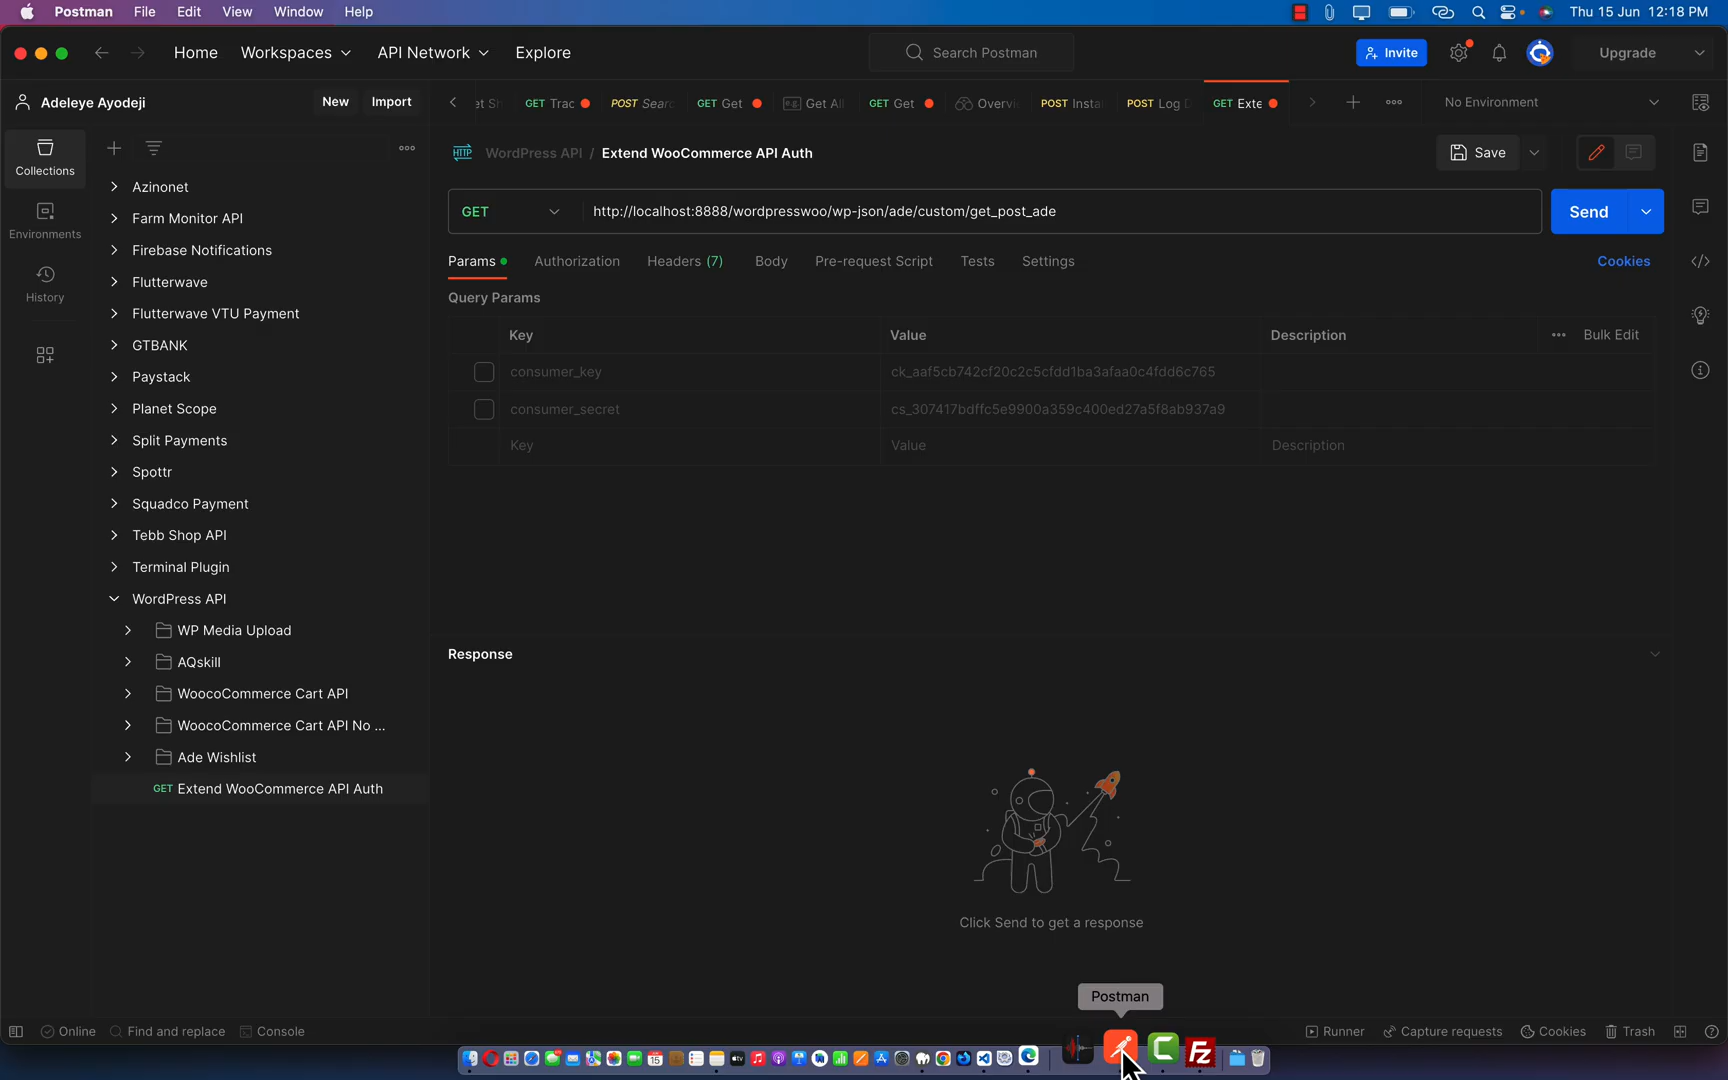 Postman File Edit View Window Help Thu 15 Jun 12:18 PM
Home Workspaces API Network Explore Search Postman Invite Upgrade
Adeleye Ayodeji New Import GET Trac POST Sear GET Get Get Al GET Get Overvi POST Insta POST Log GET Exte No Environment
Collections
Environments
History
Azinonet
Farm Monitor API
Firebase Notifications
Flutterwave
Flutterwave VTU Payment
GTBANK
Paystack
Planet Scope
Split Payments
Spottr
Squadco Payment
Tebb Shop API
Terminal Plugin
WordPress API
WP Media Upload
AQskill
WoocoCommerce Cart API
WoocoCommerce Cart API No ...
Ade Wishlist
GET Extend WooCommerce API Auth
HTTP WordPress API / Extend WooCommerce API Auth Save
GET http://localhost:8888/wordpresswoo/wp-json/ade/custom/get_post_ade Send
Params Authorization Headers (7) Body Pre-request Script Tests Settings Cookies
Query Params
Key Value Description Bulk Edit
consumer_key ck_aaf5cb742cf20c2c5cfdd1ba3afaa0c4fdd6c765
consumer_secret cs_307417bdffc5e9900a359c400ed27a5f8ab937a9
Key Value Description
Response
Click Send to get a response
Postman
Online Find and replace Console Runner Capture requests Cookies Trash
15
tv
C
FZ